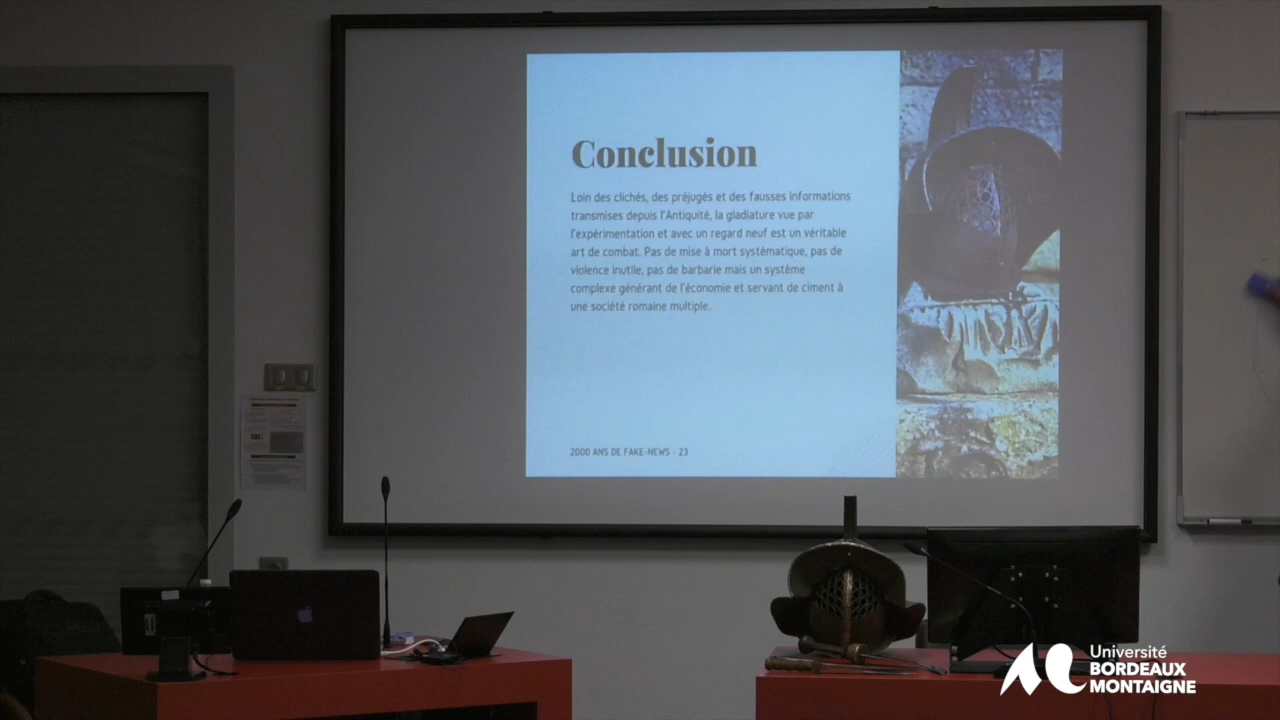 Conclusion
Loin des clichés, des préjugés et des fausses informations
transmises depuis l'Antiquité, la gladiature vue par
l'expérimentation et avec un regard neuf est un véritable
art de combat. Pas de mise à mort systématique, pas de
violence inutile, pas de barbarie mais un système
complexe générant de l'économie et servant de ciment à
une société romaine multiple.
2000 ANS DE FAKE-NEWS - 23
Université
BORDEAUX
MONTAIGNE